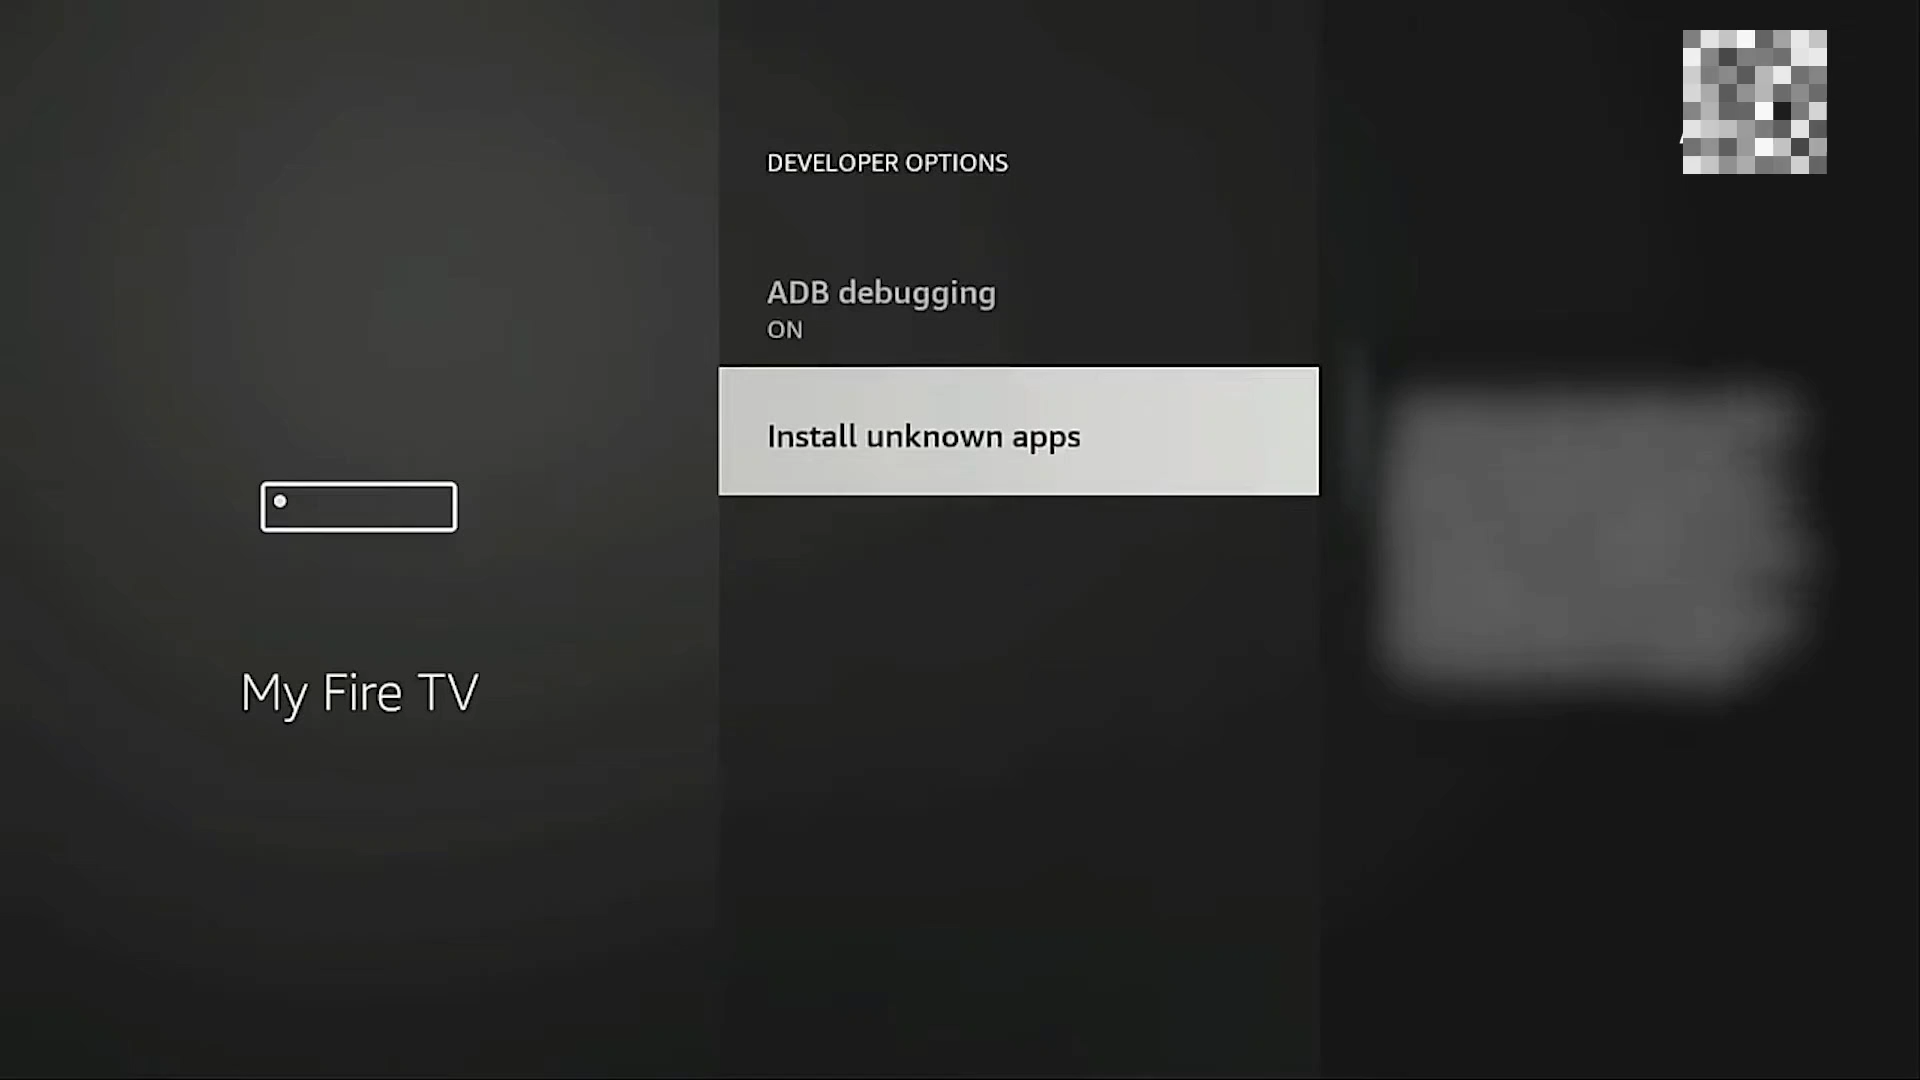 DEVELOPER OPTIONS
ADB debugging
ON
Install unknown apps
My Fire TV